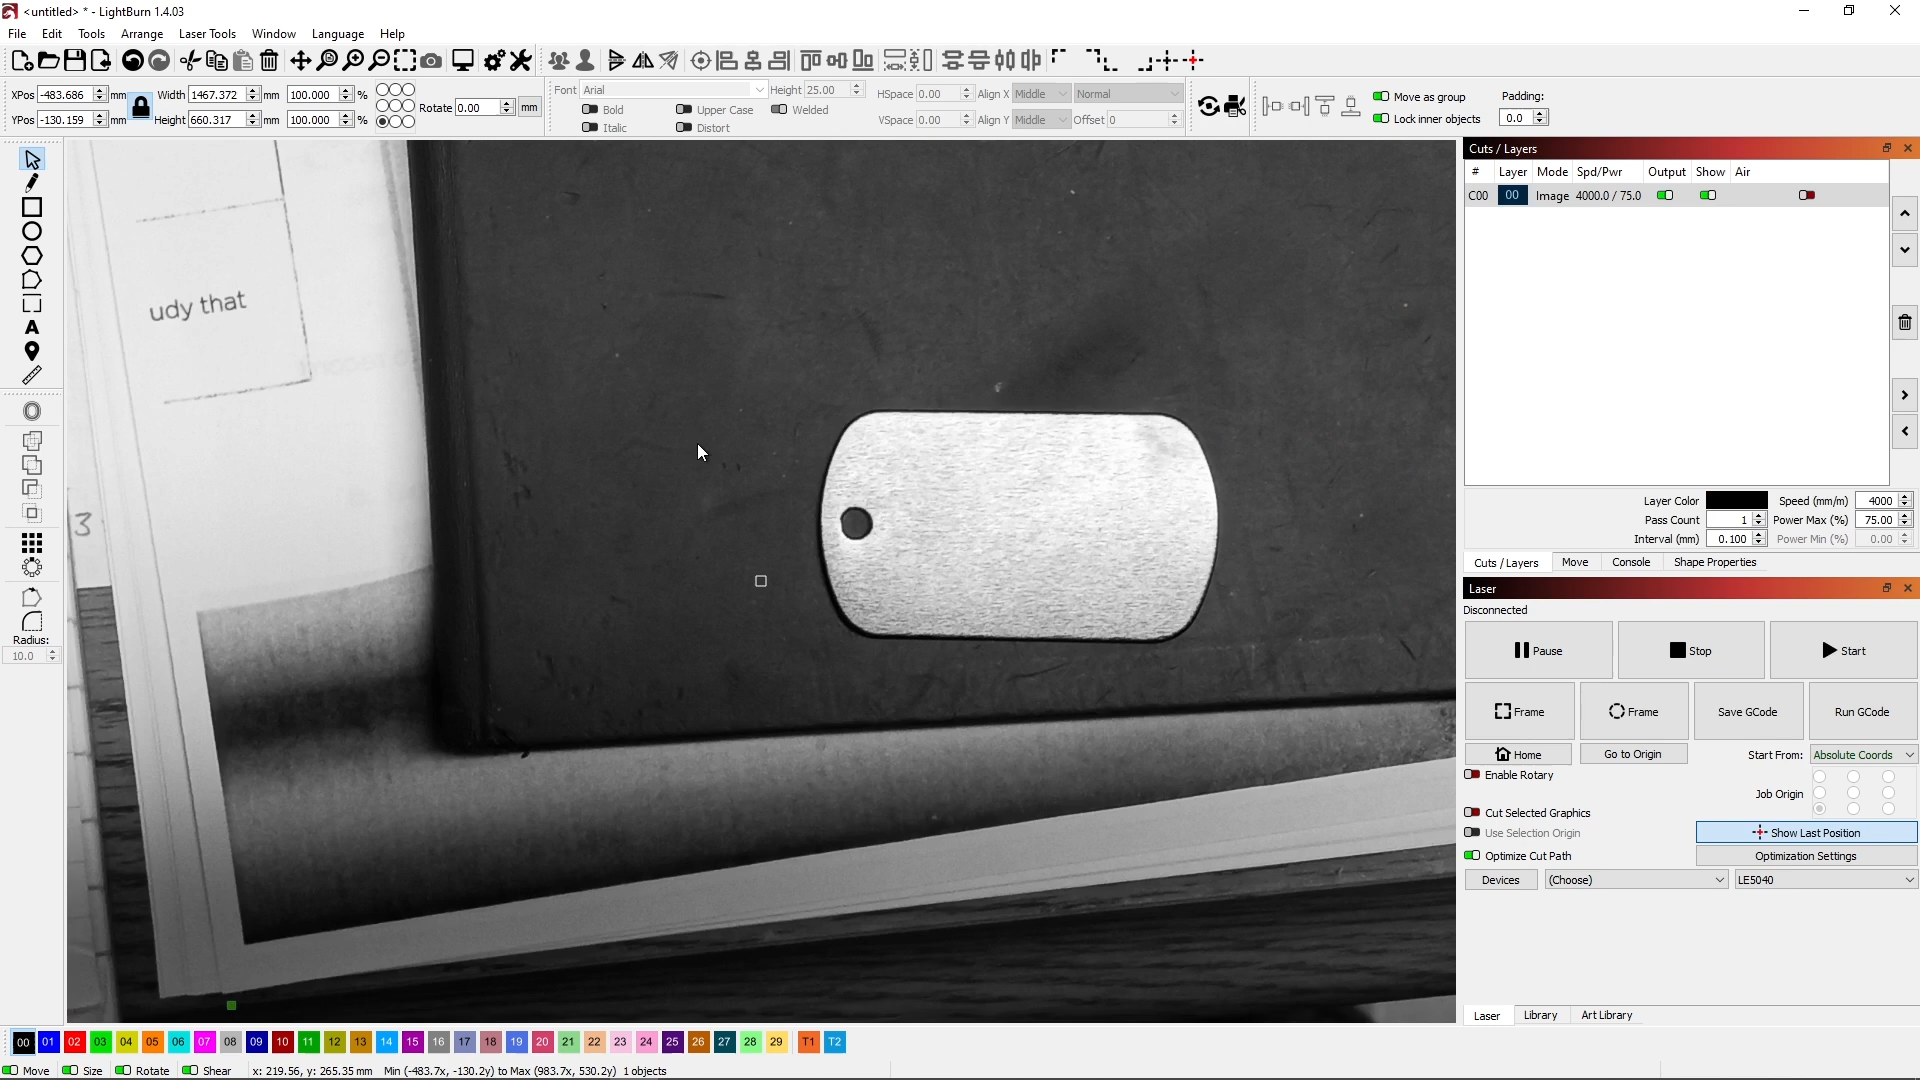 <untitled> * - LightBurn 1.4.03
File Edit Tools Arrange Laser Tools Window Language Help
XPos -483.686 mm Width 1467.372 mm 100.000 % Rotate 0.00 mm
YPos -130.159 mm Height 660.317 mm 100.000 %
Font Arial Height 25.00 HSpace 0.00 Align X Middle Normal
Bold Upper Case Welded
Italic Distort VSpace 0.00 Align Y Middle Offset 0
Move as group Padding:
Lock inner objects 0.0
udy that
3
Radius:
10.0
Cuts / Layers
# Layer Mode Spd/Pwr Output Show Air
C00 00 Image 4000.0 / 75.0
Layer Color Speed (mm/m) 4000
Pass Count 1 Power Max (%) 75.00
Interval (mm) 0.100 Power Min (%) 0.00
Cuts / Layers Move Console Shape Properties
Laser
Disconnected
Pause Stop Start
Frame Frame Save GCode Run GCode
Home Go to Origin Start From: Absolute Coords
Enable Rotary
Job Origin
Cut Selected Graphics
Use Selection Origin Show Last Position
Optimize Cut Path Optimization Settings
Devices (Choose) LE5040
Laser Library Art Library
00 01 02 03 04 05 06 07 08 09 10 11 12 13 14 15 16 17 18 19 20 21 22 23 24 25 26 27 28 29 T1 T2
Move Size Rotate Shear x: 219.56, y: 265.35 mm Min (-483.7x, -130.2y) to Max (983.7x, 530.2y) 1 objects